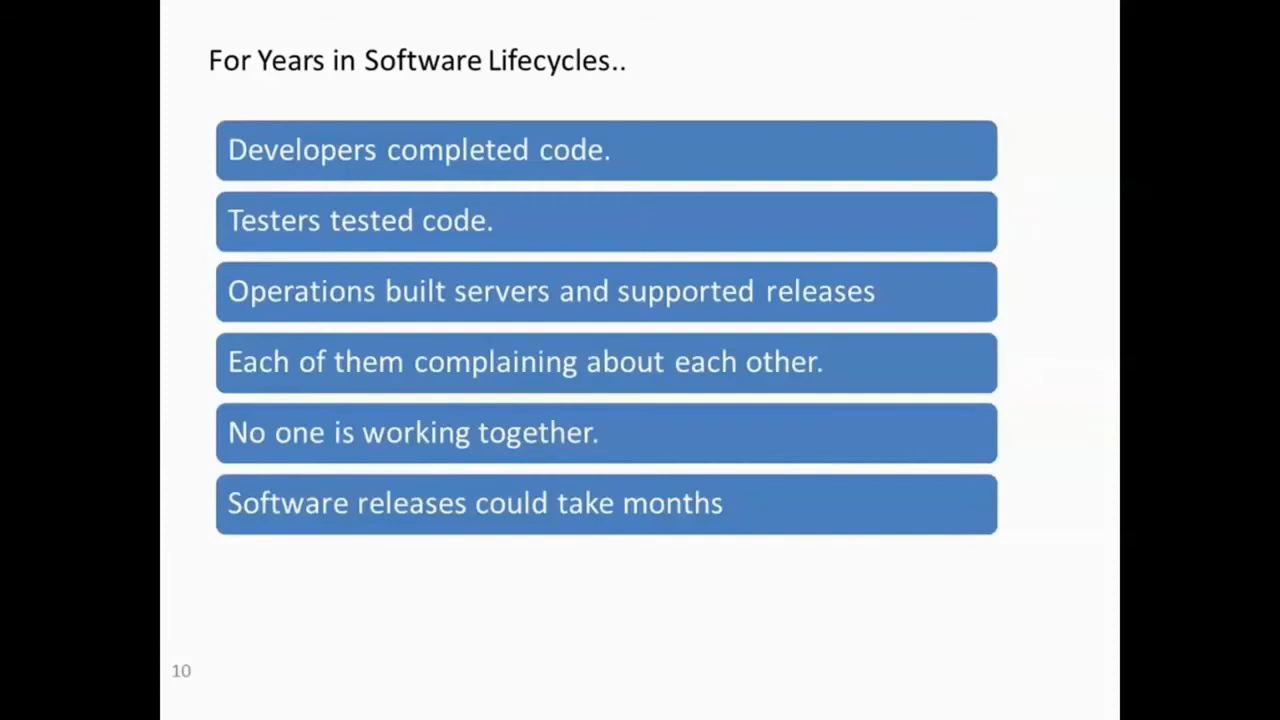 For Years in Software Lifecycles..
Developers completed code.
Testers tested code.
Operations built servers and supported releases
Each of them complaining about each other.
No one is working together.
Software releases could take months
10